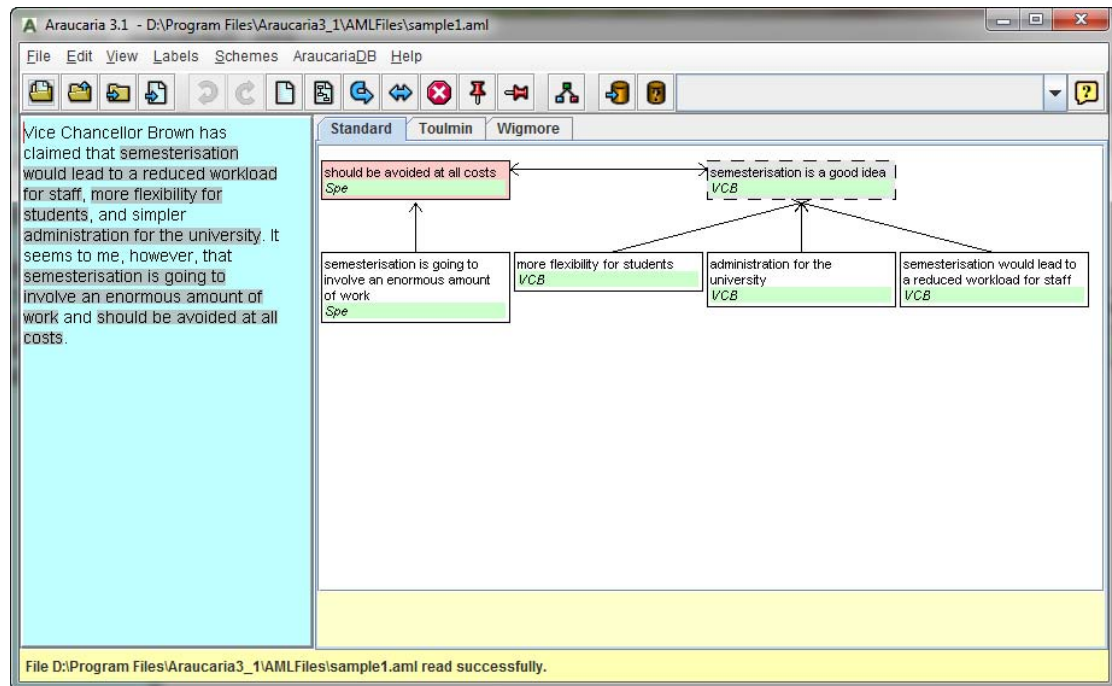 Araucaria 3.1 - D:\Program Files\Araucaria3_1\AMLFiles\sample1.aml
File Edit View Labels Schemes AraucariaDB Help
Vice Chancellor Brown has
claimed that semesterisation
would lead to a reduced workload
for staff, more flexibility for
students, and simpler
administration for the university. It
seems to me, however, that
semesterisation is going to
involve an enormous amount of
work and should be avoided at all
costs.
Standard Toulmin Wigmore
should be avoided at all costs
Spe
semesterisation is a good idea
VCB
semesterisation is going to
involve an enormous amount
of work
Spe
more flexibility for students
VCB
administration for the
university
VCB
semesterisation would lead to
a reduced workload for staff
VCB
File D:\Program Files\Araucaria3_1\AMLFiles\sample1.aml read successfully.